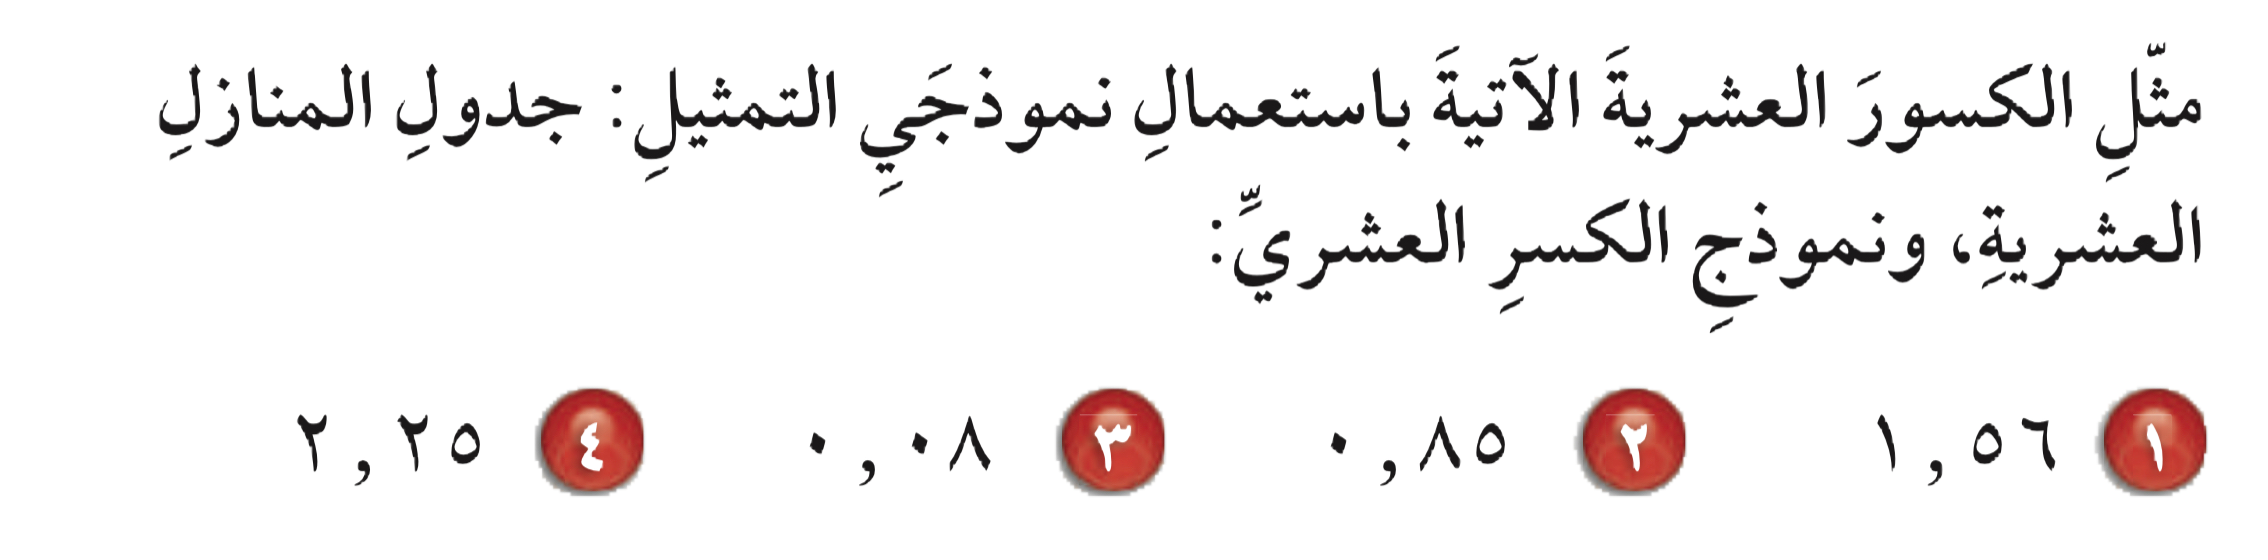 مثّلِ الكسورَ العشريةَ الآتيةَ باستعمالِ نموذجَيِ التمثيلِ: جدولِ المنازلِ
العشريةِ، ونموذجِ الكسرِ العشريِّ:
١ ١,٥٦ ٢ ٠,٨٥ ٣ ٠,٠٨ ٤ ٢,٢٥